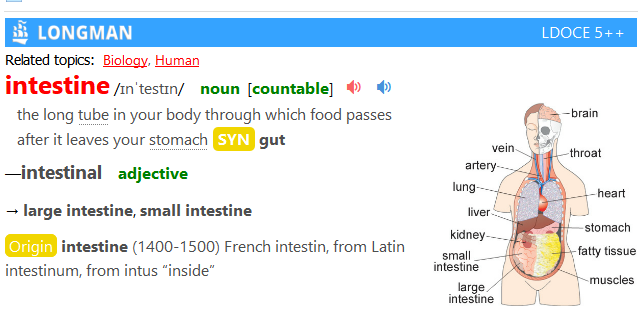 LONGMAN
LDOCE 5++
Related topics: Biology, Human
intestine /ɪnˈtestɪn/ noun [countable]
the long tube in your body through which food passes
after it leaves your stomach SYN gut
—intestinal adjective
→ large intestine, small intestine
Origin intestine (1400-1500) French intestin, from Latin
intestinum, from intus “inside”
brain
vein
throat
artery
lung
heart
liver
stomach
kidney
fatty tissue
small
intestine
muscles
large
intestine